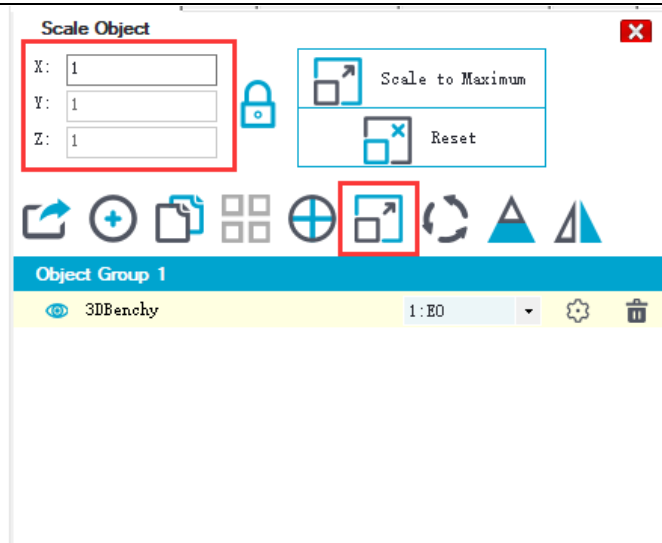 Scale Object
X: 1
Y: 1
Z: 1
Scale to Maximum
Reset
Object Group 1
3DBenchy 1:E0